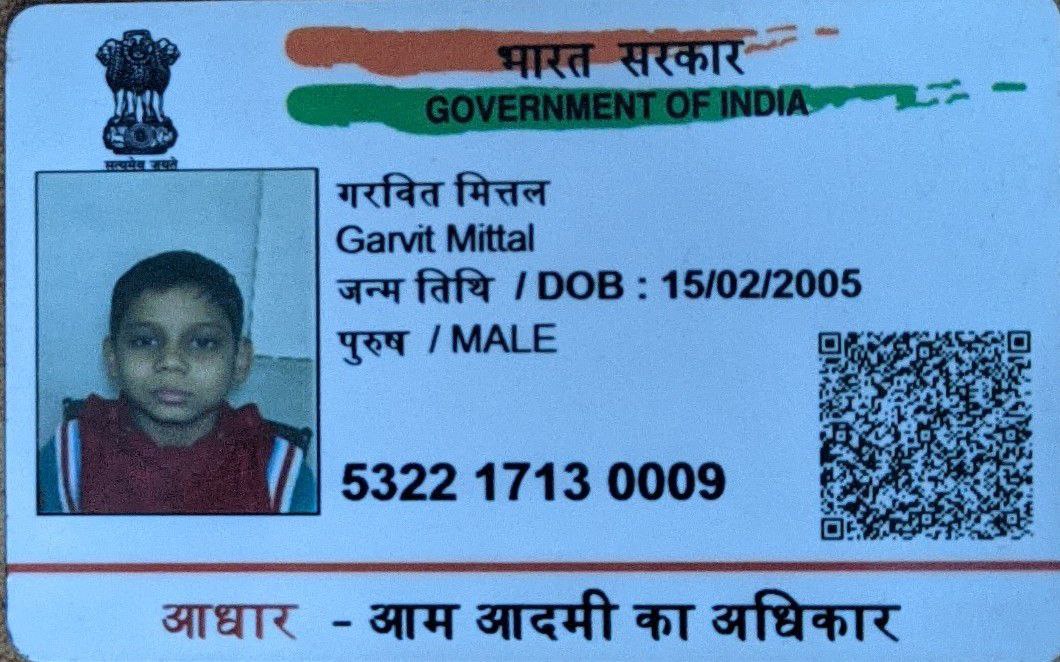 भारत सरकार
GOVERNMENT OF INDIA
सत्यमेव जयते
गरवित मित्तल
Garvit Mittal
जन्म तिथि / DOB : 15/02/2005
पुरुष / MALE
5322 1713 0009
आधार - आम आदमी का अधिकार